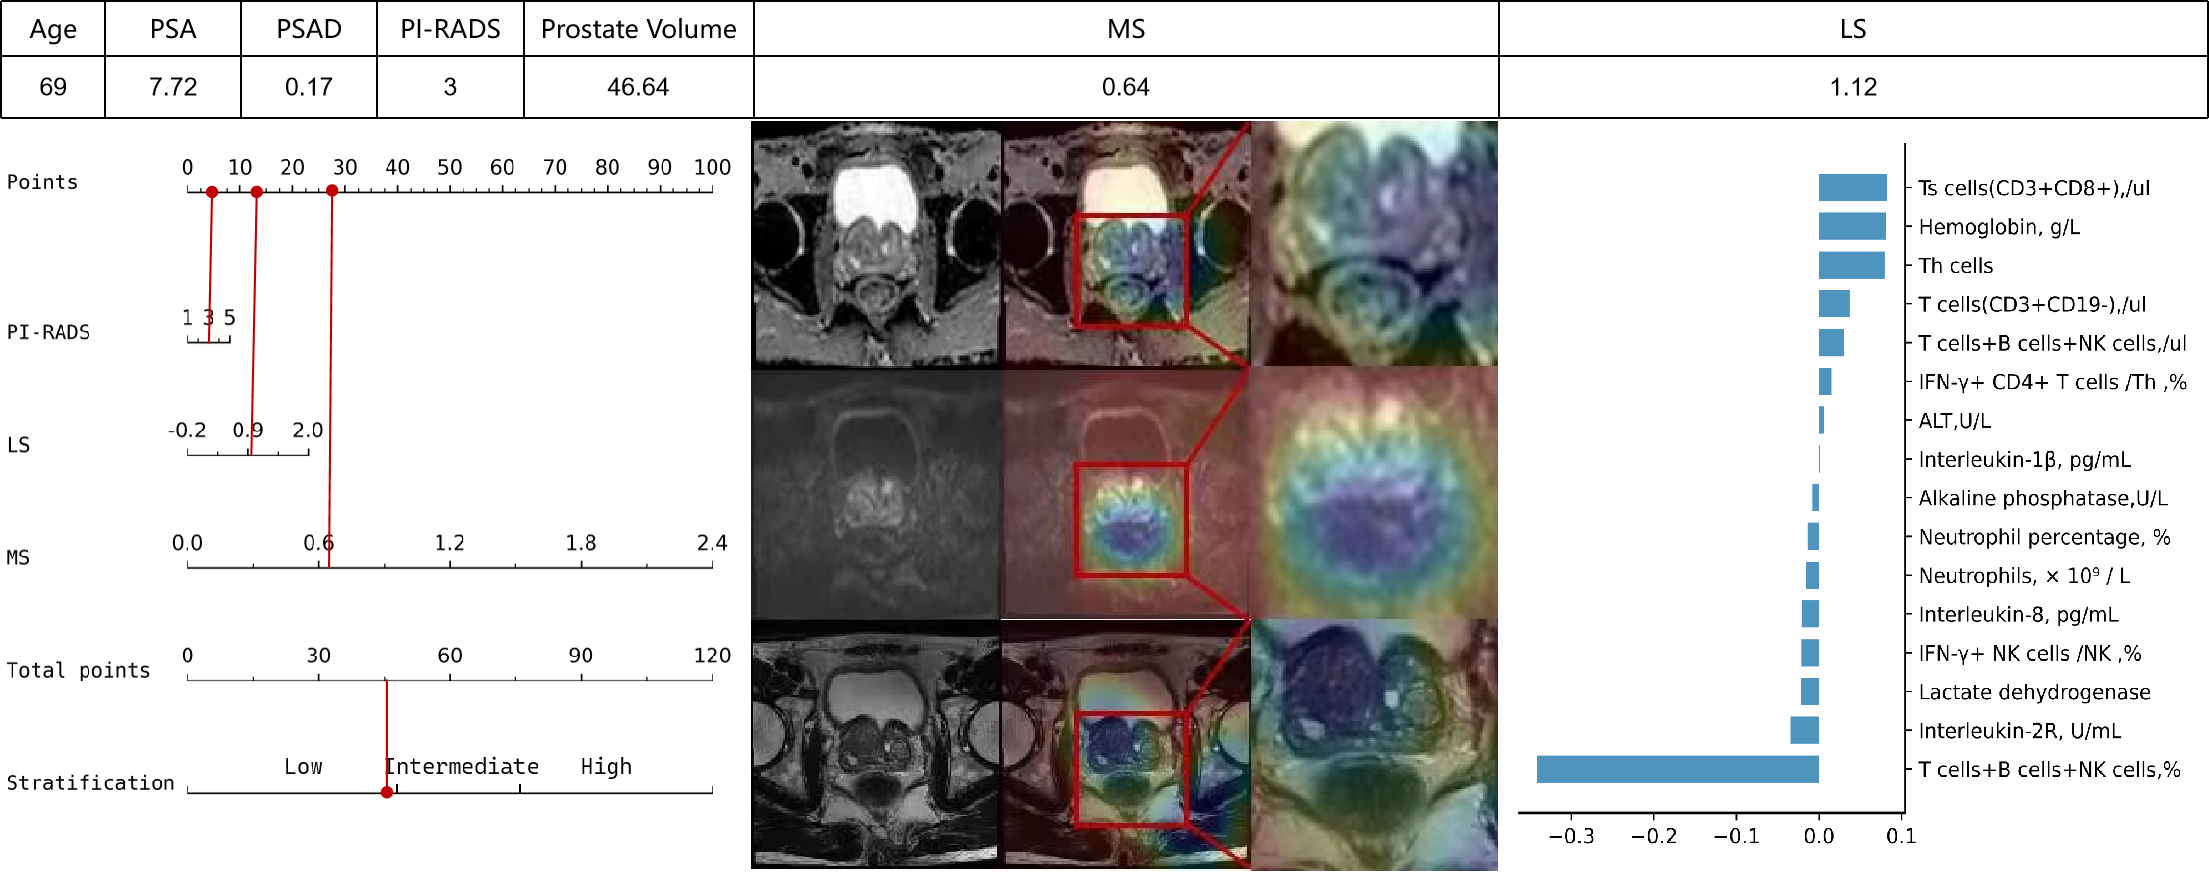 Age PSA PSAD PI-RADS Prostate Volume MS LS
69 7.72 0.17 3 46.64 0.64 1.12
0 10 20 30 40 50 60 70 80 90 100
Points
1 3 5
PI-RADS
-0.2 0.9 2.0
LS
0.0 0.6 1.2 1.8 2.4
MS
0 30 60 90 120
Total points
Low Intermediate High
Stratification
Ts cells(CD3+CD8+),/ul
Hemoglobin, g/L
Th cells
T cells(CD3+CD19-),/ul
T cells+B cells+NK cells,/ul
IFN-γ+ CD4+ T cells /Th ,%
ALT,U/L
Interleukin-1β, pg/mL
Alkaline phosphatase,U/L
Neutrophil percentage, %
Neutrophils, × 10⁹ / L
Interleukin-8, pg/mL
IFN-γ+ NK cells /NK ,%
Lactate dehydrogenase
Interleukin-2R, U/mL
T cells+B cells+NK cells,%
−0.3 −0.2 −0.1 0.0 0.1